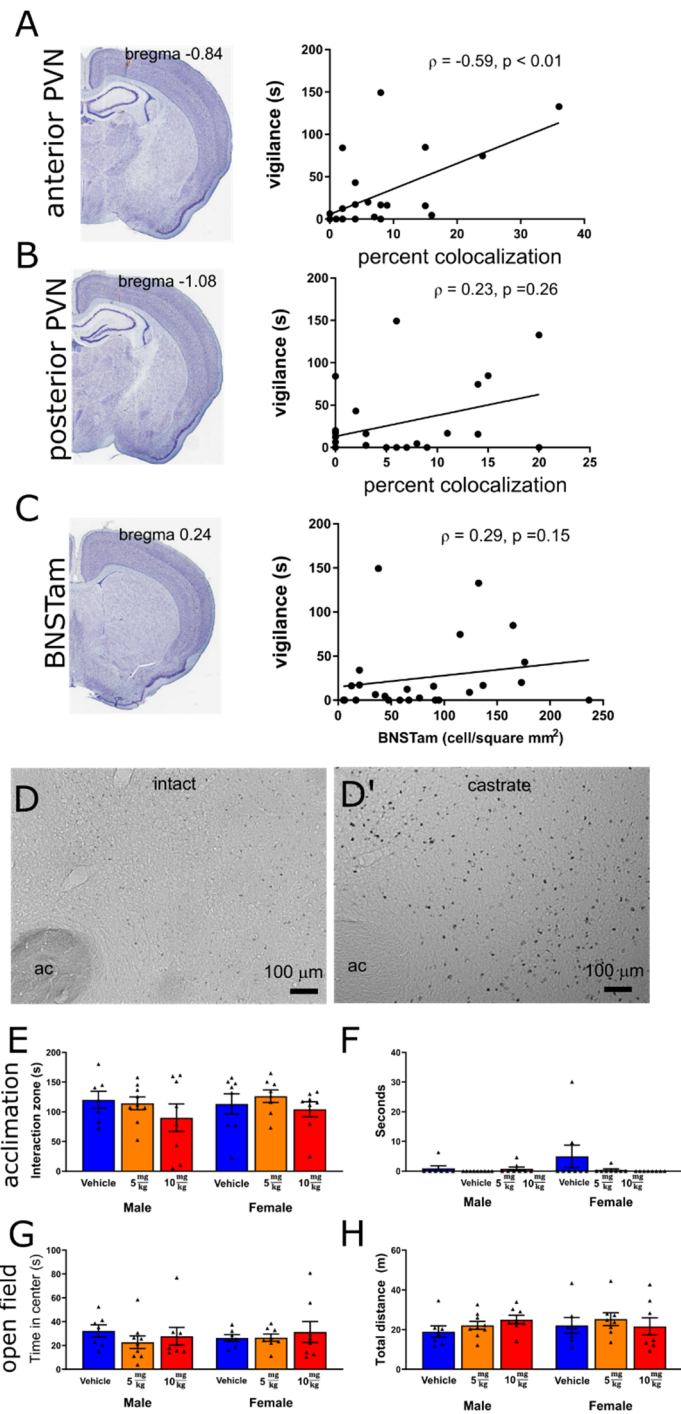 A
anterior PVN
bregma -0.84
ρ = -0.59, p < 0.01
vigilance (s)
200
150
100
50
0
0 10 20 30 40
percent colocalization
B
posterior PVN
bregma -1.08
ρ = 0.23, p =0.26
vigilance (s)
200
150
100
50
0
0 5 10 15 20 25
percent colocalization
C
BNSTam
bregma 0.24
ρ = 0.29, p =0.15
vigilance (s)
200
150
100
50
0
0 50 100 150 200 250
BNSTam (cell/square mm²)
D
intact
ac
100 μm
D'
castrate
ac
100 μm
acclimation
E
Interaction zone (s)
200
150
100
50
0
Vehicle 5 mg/kg 10 mg/kg Vehicle 5 mg/kg 10 mg/kg
Male Female
F
Seconds
40
30
20
10
0
Vehicle 5 mg/kg 10 mg/kg Vehicle 5 mg/kg 10 mg/kg
Male Female
open field
G
Time in center (s)
100
80
60
40
20
0
Vehicle 5 mg/kg 10 mg/kg Vehicle 5 mg/kg 10 mg/kg
Male Female
H
Total distance (m)
60
40
20
0
Vehicle 5 mg/kg 10 mg/kg Vehicle 5 mg/kg 10 mg/kg
Male Female